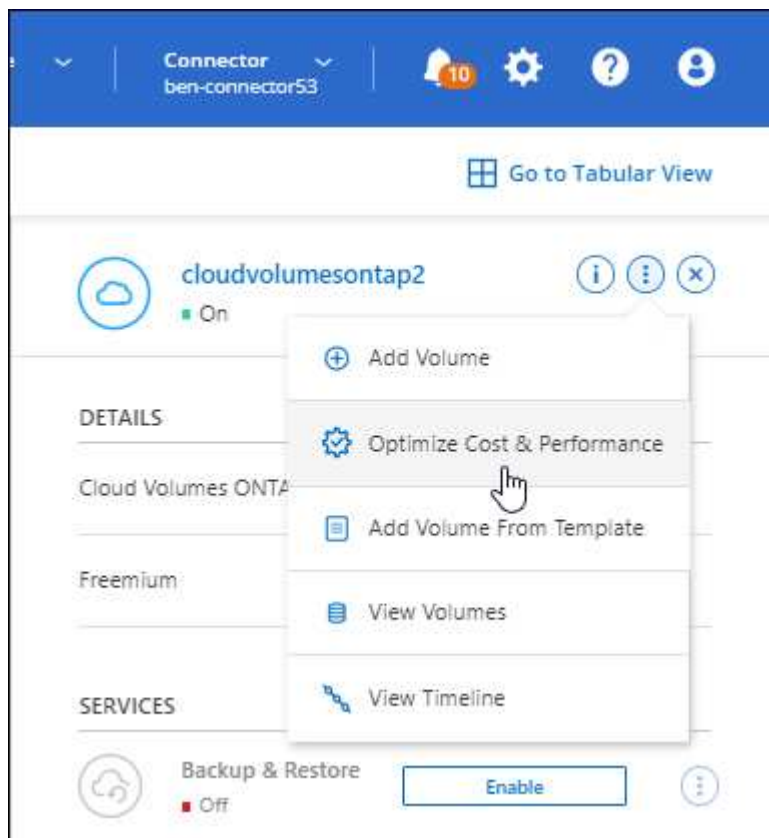 Connector
ben-connector53
10
Go to Tabular View
cloudvolumesontap2
On
Add Volume
DETAILS
Optimize Cost & Performance
Cloud Volumes ONTA
Add Volume From Template
Freemium
View Volumes
View Timeline
SERVICES
Backup & Restore
Enable
Off